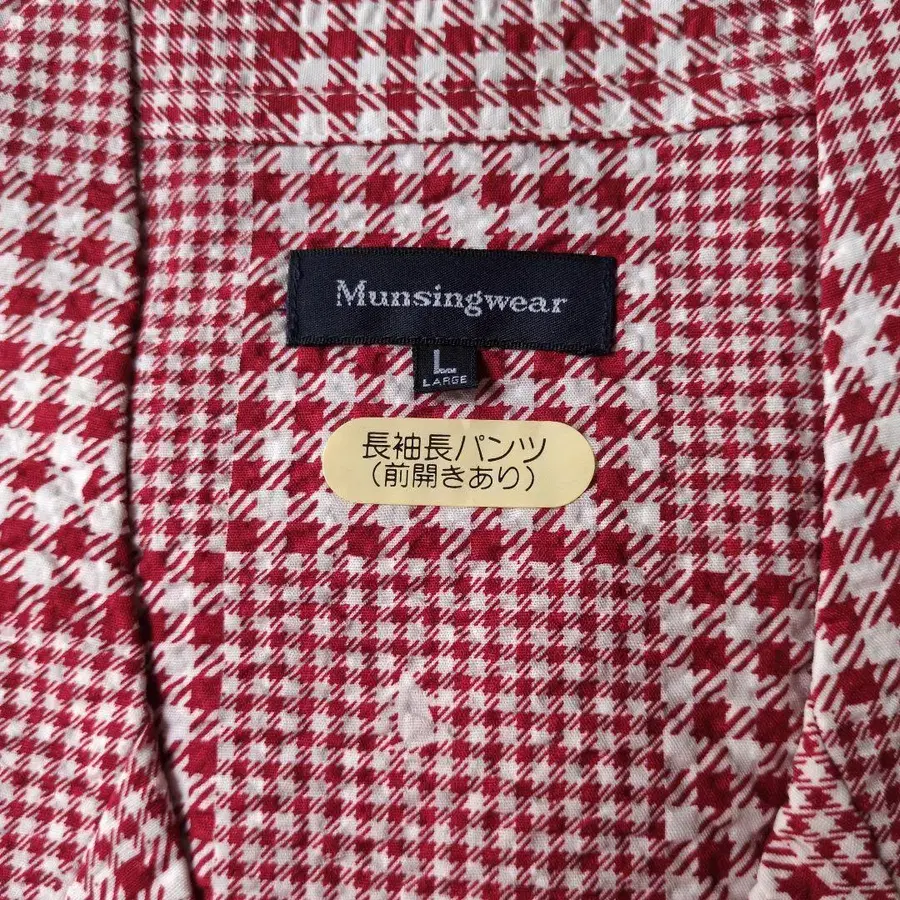 Munsingwear
L
LARGE
長袖長パンツ
（前開きあり）